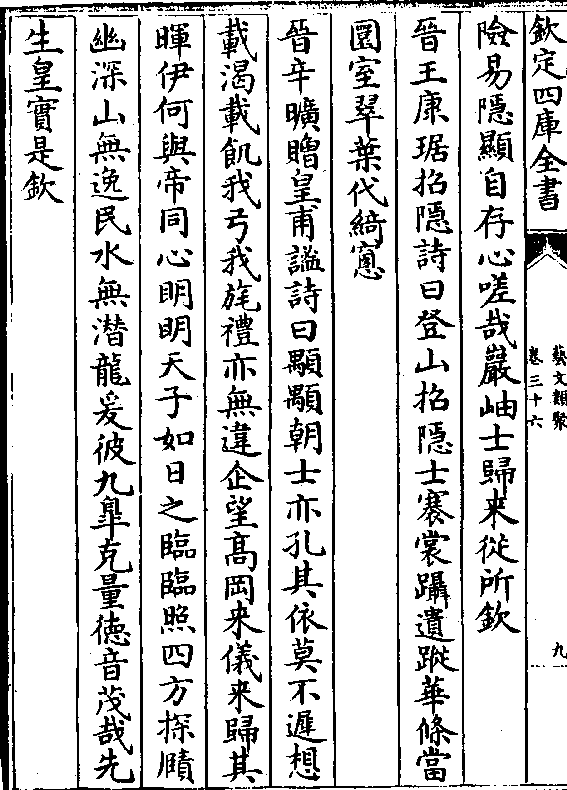 欽定四庫全書
藝文類聚
卷三十六
九
險易隱顯自存心嗟哉巖岫士歸来從所欽
晉王康琚招隱詩曰登山招隱士褰裳躡遺蹤華條當
圜室翠葉代綺窻
晉辛曠贈皇甫謐詩曰顒顒朝士亦孔其依莫不遲想
載渴載飢我弓我旌禮亦無違企望髙岡来儀来歸其
暉伊何與帝同心明明天子如日之臨臨照四方探賾
幽深山無逸民水無潛龍爰彼九臯克量徳音茂哉先
生皇實是欽